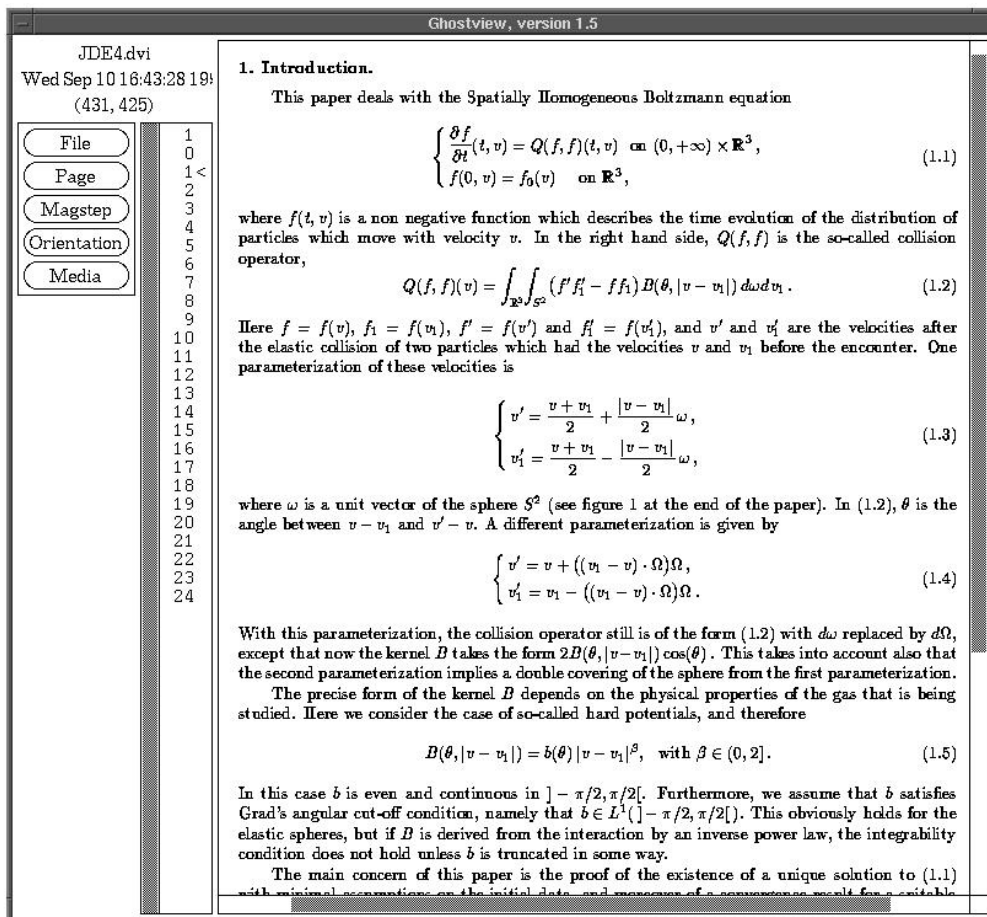 Ghostview, version 1.5
JDE4.dvi
Wed Sep 10 16:43:28 19
(431, 425)
File
Page
Magstep
Orientation
Media
1
0
1<
2
3
4
5
6
7
8
9
10
11
12
13
14
15
16
17
18
19
20
21
22
23
24
1. Introduction.
This paper deals with the Spatially Homogeneous Boltzmann equation
{ ∂f/∂t (t, v) = Q(f, f)(t, v) on (0, +∞) × ℝ³,
f(0, v) = f₀(v) on ℝ³, (1.1)
where f(t, v) is a non negative function which describes the time evolution of the distribution of
particles which move with velocity v. In the right hand side, Q(f, f) is the so-called collision
operator,
Q(f, f)(v) = ∫_ℝ³ ∫_S² (f′f′₁ − ff₁) B(θ, |v − v₁|) dωdv₁ . (1.2)
Here f = f(v), f₁ = f(v₁), f′ = f(v′) and f′₁ = f(v′₁), and v′ and v′₁ are the velocities after
the elastic collision of two particles which had the velocities v and v₁ before the encounter. One
parameterization of these velocities is
{ v′ = (v + v₁)/2 + (|v − v₁|)/2 ω,
v′₁ = (v + v₁)/2 − (|v − v₁|)/2 ω, (1.3)
where ω is a unit vector of the sphere S² (see figure 1 at the end of the paper). In (1.2), θ is the
angle between v − v₁ and v′ − v. A different parameterization is given by
{ v′ = v + ((v₁ − v) · Ω)Ω,
v′₁ = v₁ − ((v₁ − v) · Ω)Ω . (1.4)
With this parameterization, the collision operator still is of the form (1.2) with dω replaced by dΩ,
except that now the kernel B takes the form 2B(θ, |v−v₁|) cos(θ). This takes into account also that
the second parameterization implies a double covering of the sphere from the first parameterization.
The precise form of the kernel B depends on the physical properties of the gas that is being
studied. Here we consider the case of so-called hard potentials, and therefore
B(θ, |v − v₁|) = b(θ) |v − v₁|^β, with β ∈ (0, 2]. (1.5)
In this case b is even and continuous in ] − π/2, π/2[. Furthermore, we assume that b satisfies
Grad's angular cut-off condition, namely that b ∈ L¹(] − π/2, π/2[). This obviously holds for the
elastic spheres, but if B is derived from the interaction by an inverse power law, the integrability
condition does not hold unless b is truncated in some way.
The main concern of this paper is the proof of the existence of a unique solution to (1.1)
with minimal assumptions on the initial data, and moreover of a convergence result for a suitable